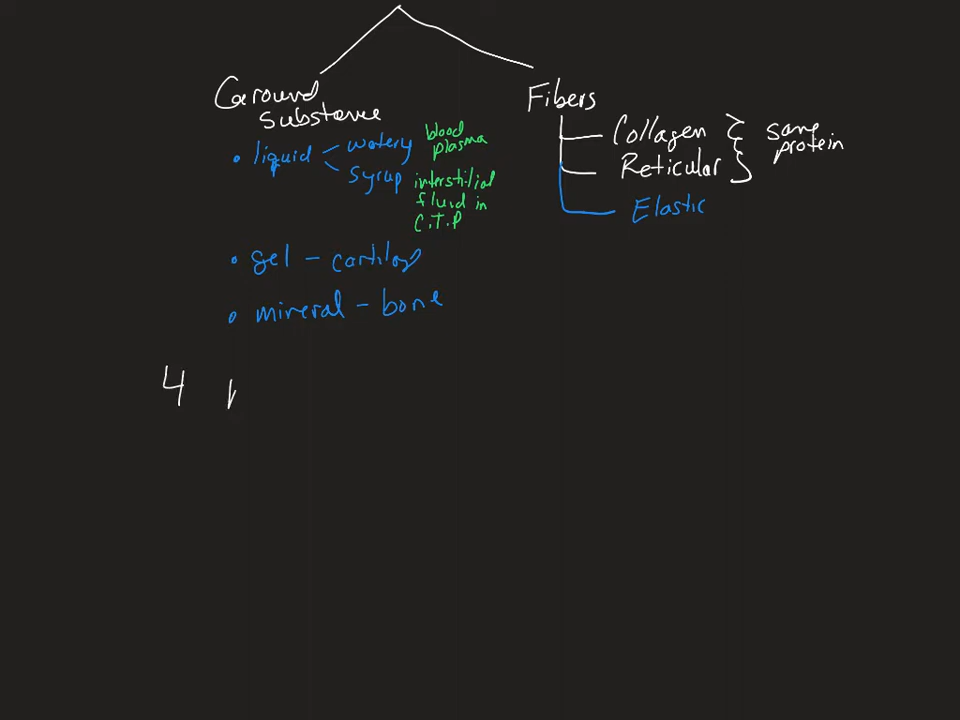 Ground
substance
• liquid
watery
blood
plasma
syrup
interstitial
fluid in
C.T.P
• gel - cartilag
• mineral - bone
Fibers
Collagen
Reticular
same
protein
Elastic
4